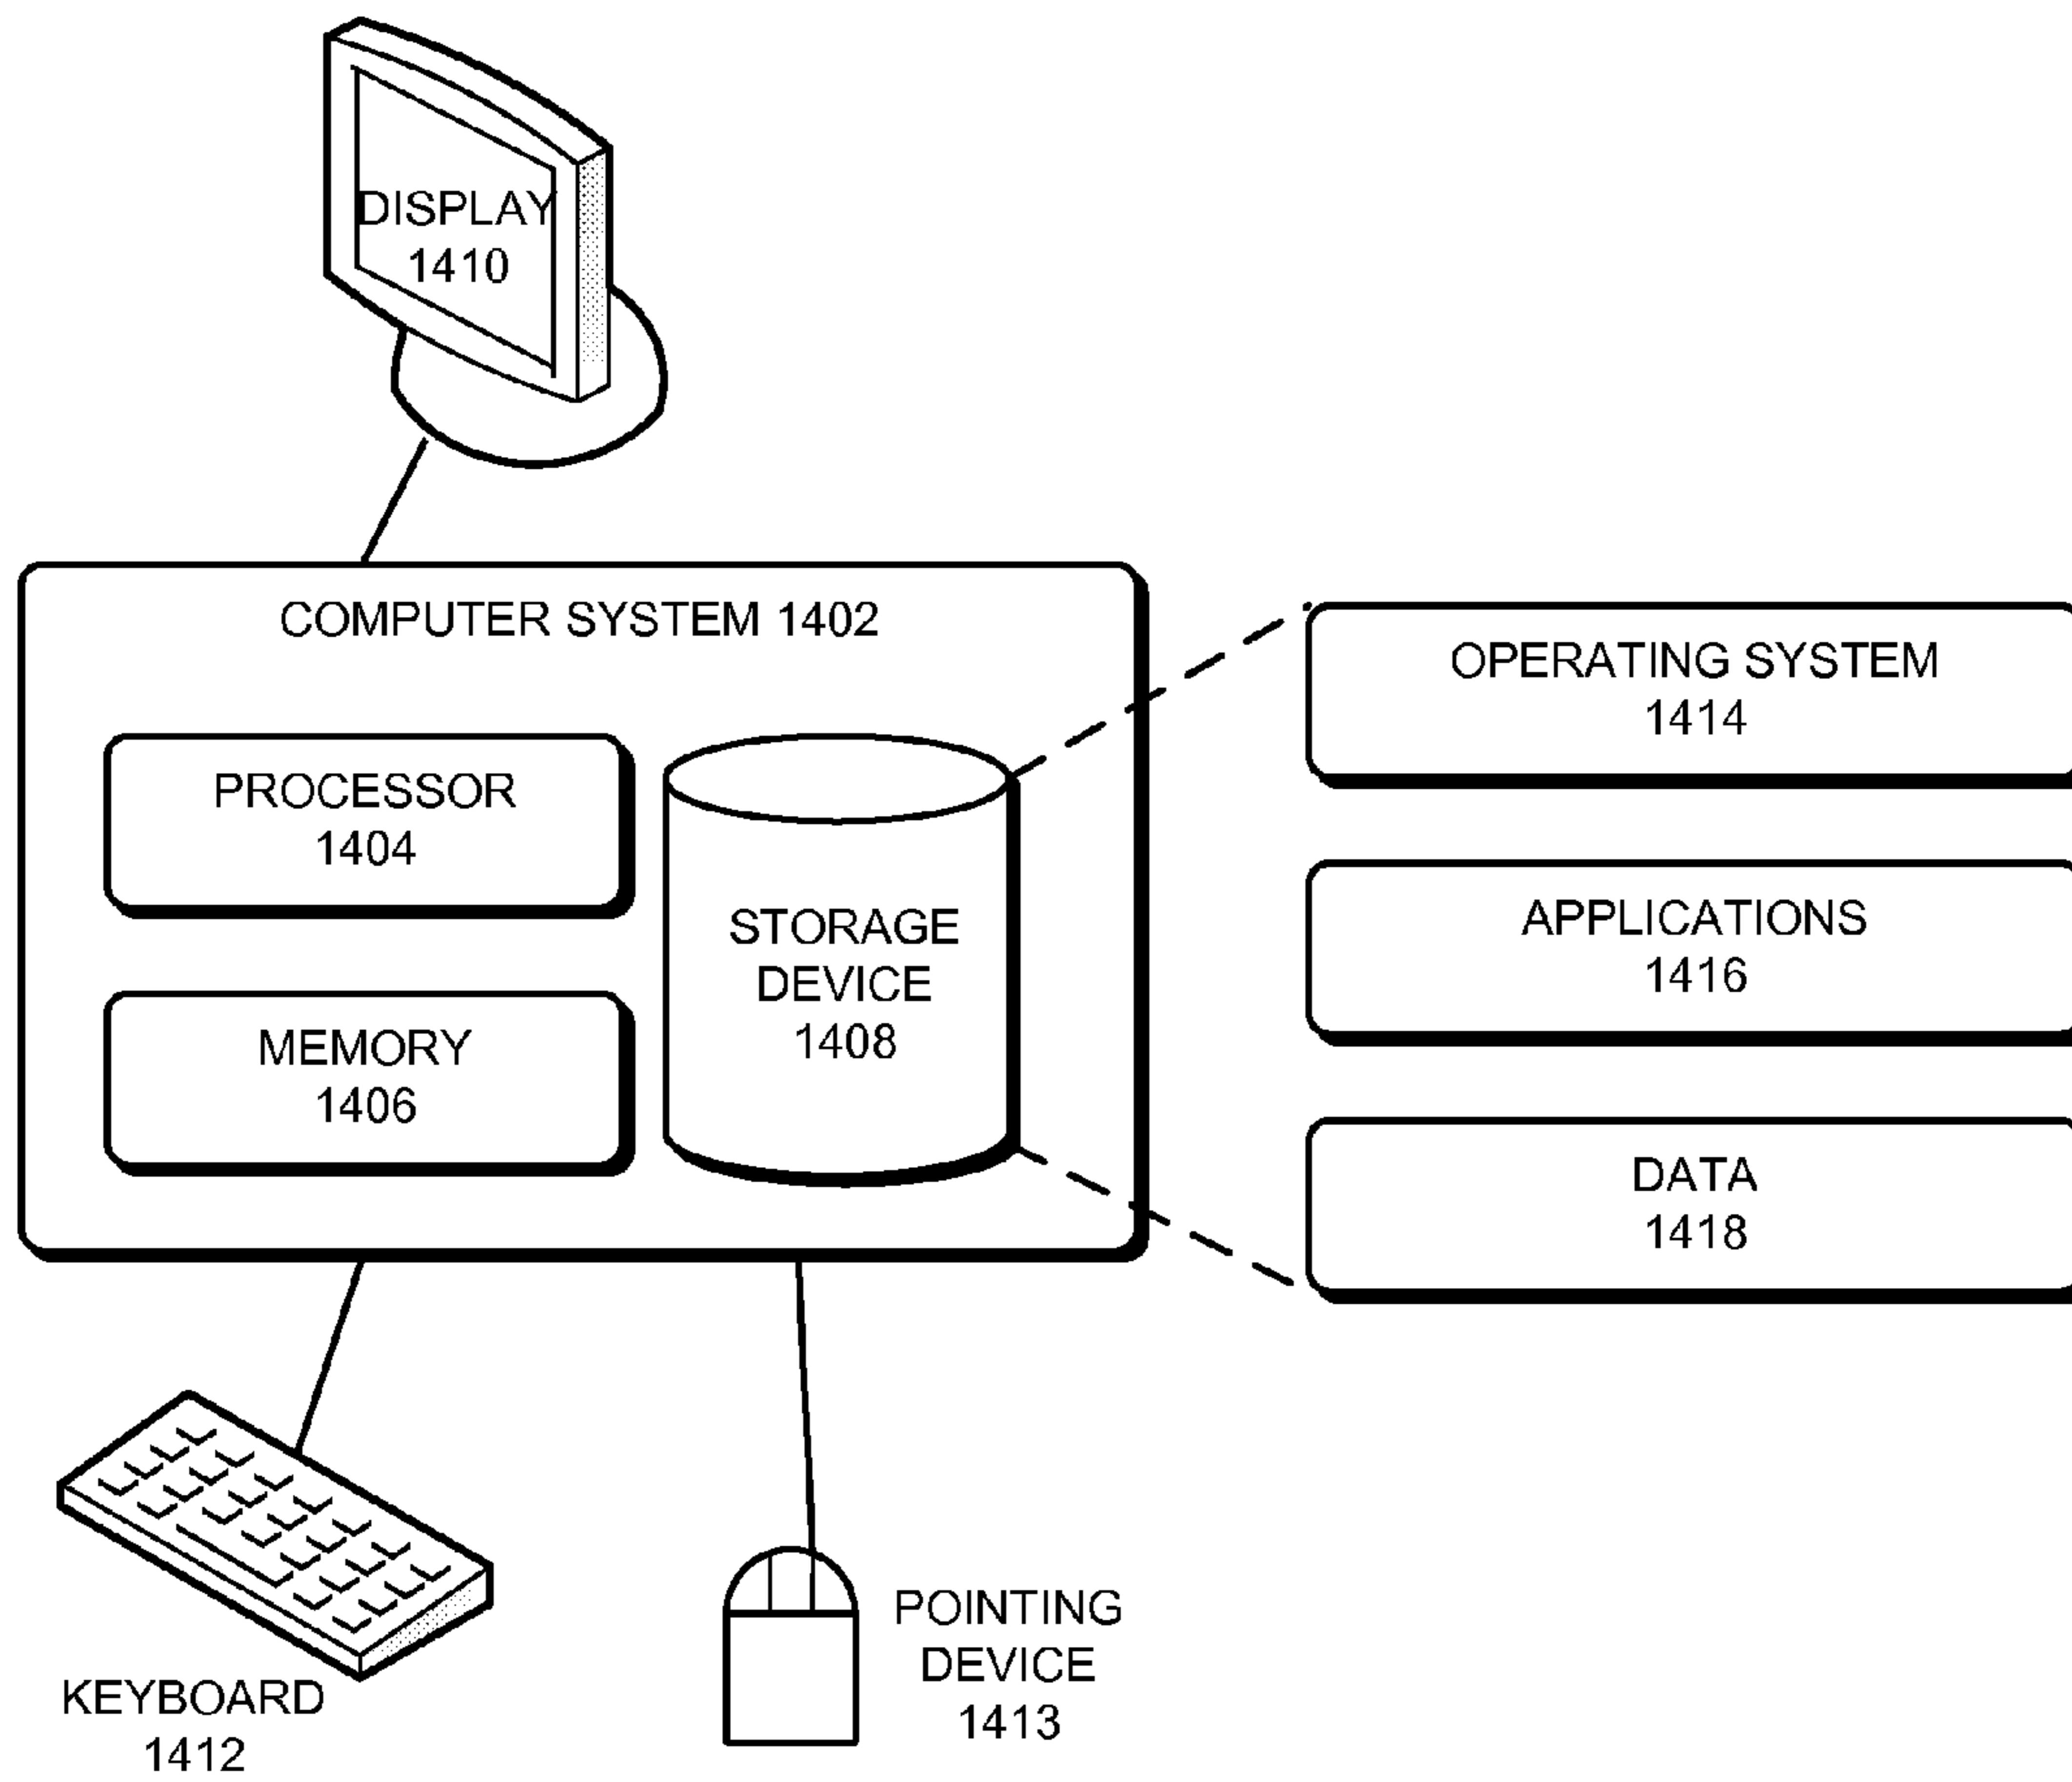 DISPLAY
1410
COMPUTER SYSTEM 1402
PROCESSOR
1404
MEMORY
1406
STORAGE
DEVICE
1408
OPERATING SYSTEM
1414
APPLICATIONS
1416
DATA
1418
KEYBOARD
1412
POINTING
DEVICE
1413